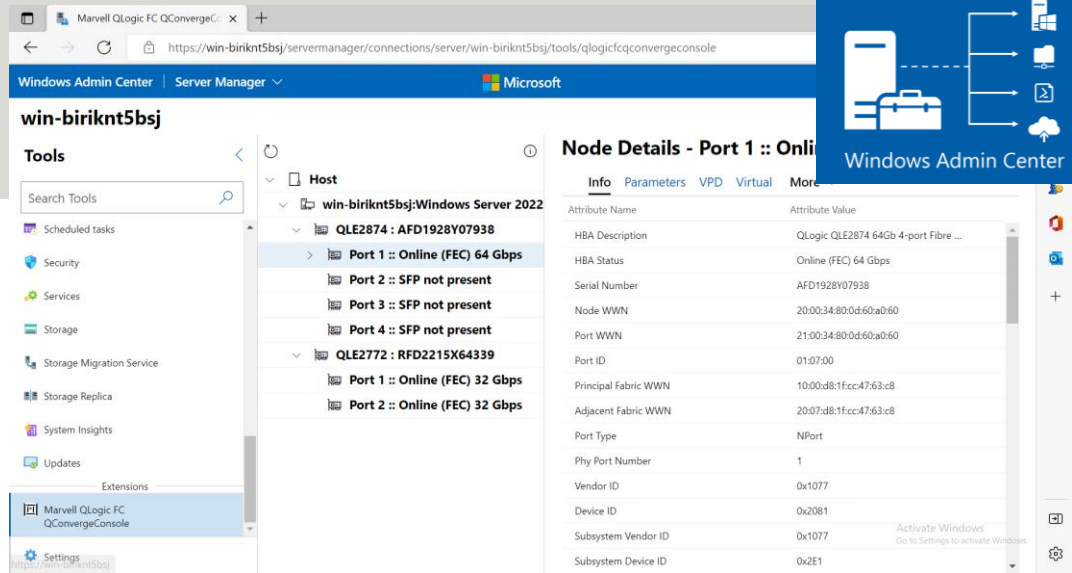 Marvell QLogic FC QConvergeCo
https://win-biriknt5bsj/servermanager/connections/server/win-biriknt5bsj/tools/qlogicfcqconvergeconsole
Windows Admin Center | Server Manager
Microsoft
Windows Admin Center
win-biriknt5bsj
Tools
Search Tools
Scheduled tasks
Security
Services
Storage
Storage Migration Service
Storage Replica
System Insights
Updates
Extensions
Marvell QLogic FC
QConvergeConsole
Settings
https://win-biriknt5bsj
Host
win-biriknt5bsj:Windows Server 2022
QLE2874 : AFD1928Y07938
Port 1 :: Online (FEC) 64 Gbps
Port 2 :: SFP not present
Port 3 :: SFP not present
Port 4 :: SFP not present
QLE2772 : RFD2215X64339
Port 1 :: Online (FEC) 32 Gbps
Port 2 :: Online (FEC) 32 Gbps
Node Details - Port 1 :: Onli
Info Parameters VPD Virtual More
Attribute Name Attribute Value
HBA Description QLogic QLE2874 64Gb 4-port Fibre ...
HBA Status Online (FEC) 64 Gbps
Serial Number AFD1928Y07938
Node WWN 20:00:34:80:0d:60:a0:60
Port WWN 21:00:34:80:0d:60:a0:60
Port ID 01:07:00
Principal Fabric WWN 10:00:d8:1f:cc:47:63:c8
Adjacent Fabric WWN 20:07:d8:1f:cc:47:63:c8
Port Type NPort
Phy Port Number 1
Vendor ID 0x1077
Device ID 0x2081
Subsystem Vendor ID 0x1077
Subsystem Device ID 0x2E1
Activate Windows
Go to Settings to activate Windows.